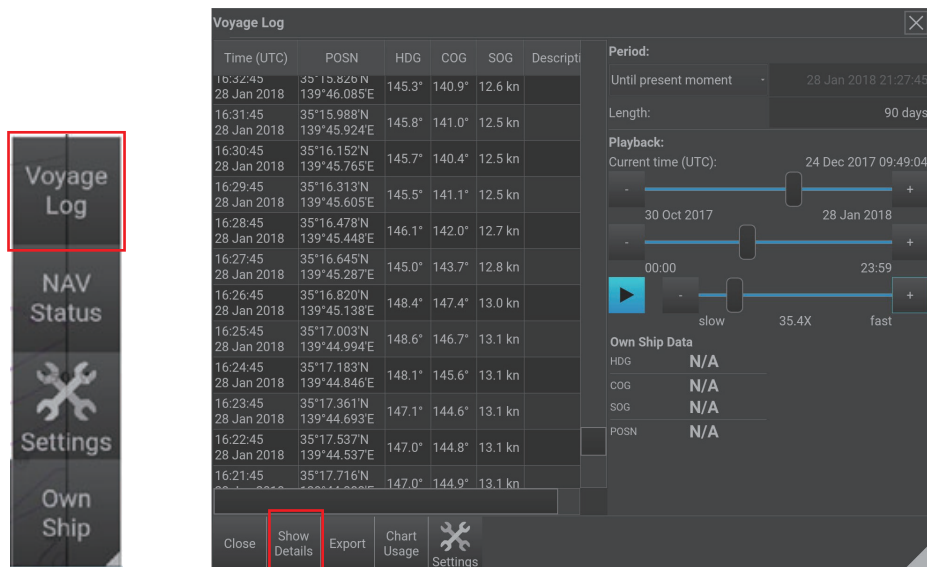 Voyage
Log
NAV
Status
Settings
Own
Ship
Voyage Log
Time (UTC) POSN HDG COG SOG Descripti
16:32:45 35°15.826'N
28 Jan 2018 139°46.085'E 145.3° 140.9° 12.6 kn
16:31:45 35°15.988'N
28 Jan 2018 139°45.924'E 145.8° 141.0° 12.5 kn
16:30:45 35°16.152'N
28 Jan 2018 139°45.765'E 145.7° 140.4° 12.5 kn
16:29:45 35°16.313'N
28 Jan 2018 139°45.605'E 145.5° 141.1° 12.5 kn
16:28:45 35°16.478'N
28 Jan 2018 139°45.448'E 146.1° 142.0° 12.7 kn
16:27:45 35°16.645'N
28 Jan 2018 139°45.287'E 145.0° 143.7° 12.8 kn
16:26:45 35°16.820'N
28 Jan 2018 139°45.138'E 148.4° 147.4° 13.0 kn
16:25:45 35°17.003'N
28 Jan 2018 139°44.994'E 148.6° 146.7° 13.1 kn
16:24:45 35°17.183'N
28 Jan 2018 139°44.846'E 148.1° 145.6° 13.1 kn
16:23:45 35°17.361'N
28 Jan 2018 139°44.693'E 147.1° 144.6° 13.1 kn
16:22:45 35°17.537'N
28 Jan 2018 139°44.537'E 147.0° 144.8° 13.1 kn
16:21:45 35°17.716'N
147.0° 144.9° 13.1 kn
Period:
Until present moment - 28 Jan 2018 21:27:45
Length: 90 days
Playback:
Current time (UTC): 24 Dec 2017 09:49:04
- +
30 Oct 2017 28 Jan 2018
- +
00:00 23:59
- +
slow 35.4X fast
Own Ship Data
HDG N/A
COG N/A
SOG N/A
POSN N/A
Close
Show
Details
Export
Chart
Usage
Settings